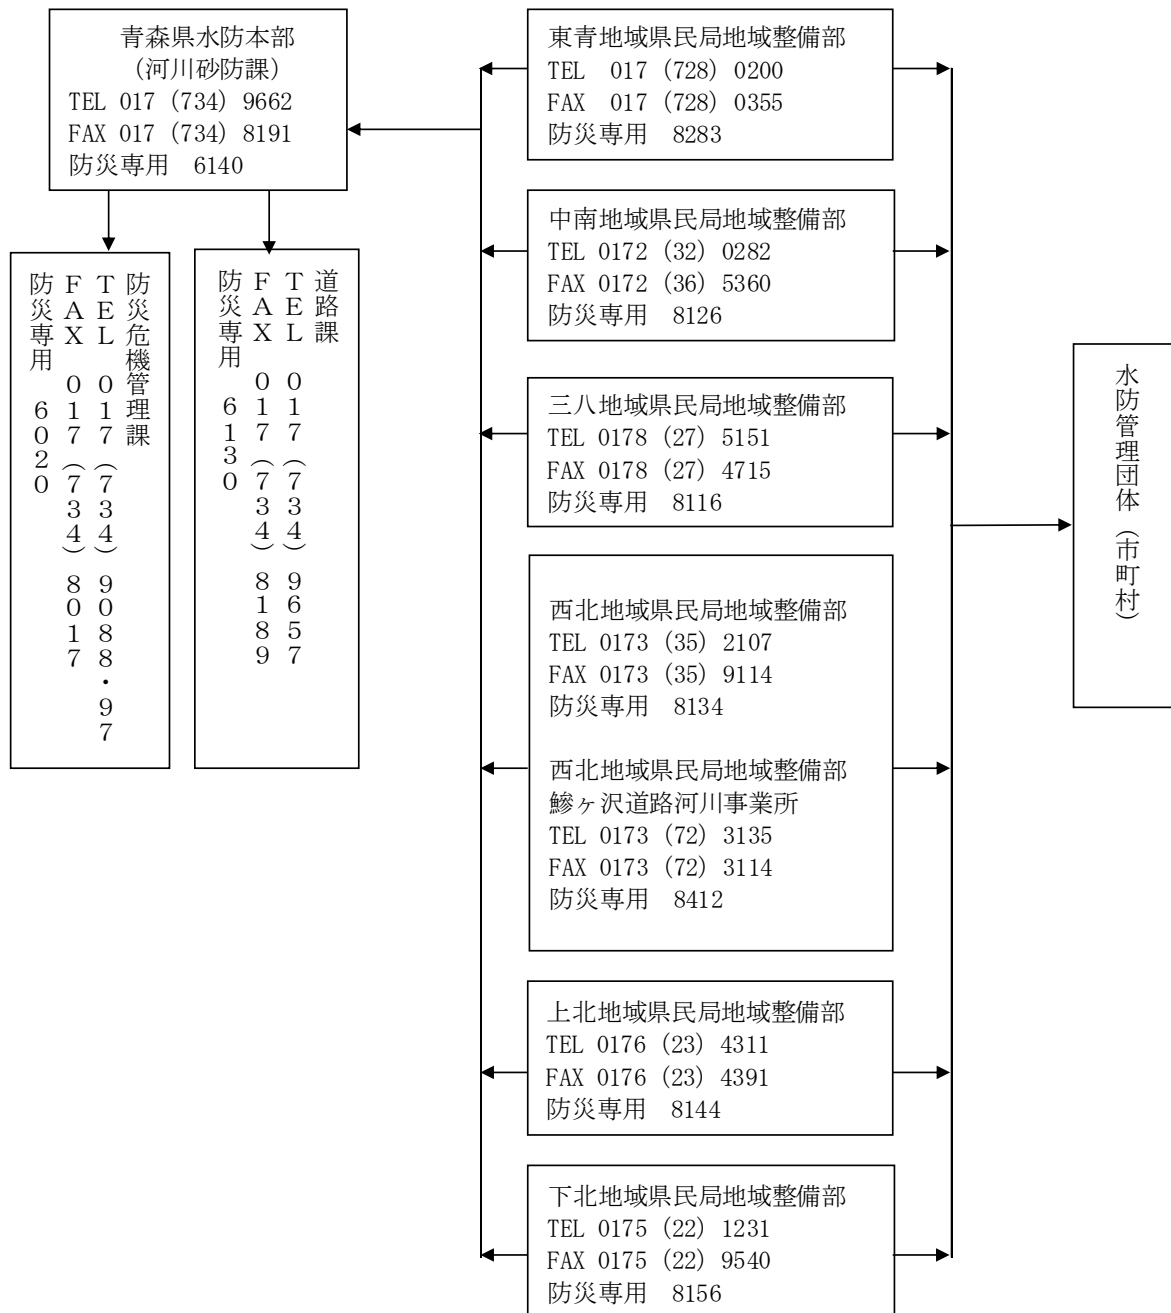 青森県水防本部
（河川砂防課）
TEL 017（734）9662
FAX 017（734）8191
防災専用　6140
防災危機管理課
ＴＥＬ　０１７（７３４）９０８８・９７
ＦＡＸ　０１７（７３４）８０１７
防災専用　６０２０
道路課
ＴＥＬ　０１７（７３４）９６５７
ＦＡＸ　０１７（７３４）８１８９
防災専用　６１３０
東青地域県民局地域整備部
TEL　017（728）0200
FAX　017（728）0355
防災専用　8283
中南地域県民局地域整備部
TEL 0172（32）0282
FAX 0172（36）5360
防災専用　8126
三八地域県民局地域整備部
TEL 0178（27）5151
FAX 0178（27）4715
防災専用　8116
西北地域県民局地域整備部
TEL 0173（35）2107
FAX 0173（35）9114
防災専用　8134
西北地域県民局地域整備部
鰺ヶ沢道路河川事業所
TEL 0173（72）3135
FAX 0173（72）3114
防災専用　8412
上北地域県民局地域整備部
TEL 0176（23）4311
FAX 0176（23）4391
防災専用　8144
下北地域県民局地域整備部
TEL 0175（22）1231
FAX 0175（22）9540
防災専用　8156
水防管理団体（市町村）